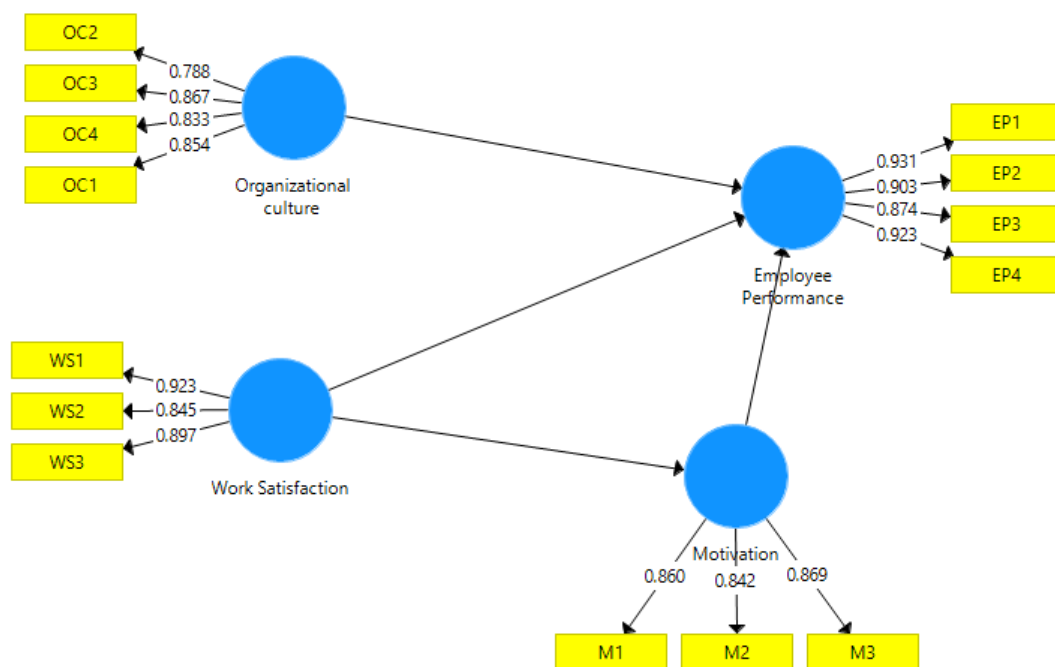 OC2
OC3
OC4
OC1
0.788
0.867
0.833
0.854
Organizational
culture
EP1
EP2
EP3
EP4
0.931
0.903
0.874
0.923
Employee
Performance
WS1
WS2
WS3
0.923
0.845
0.897
Work Satisfaction
Motivation
0.860
0.842
0.869
M1
M2
M3